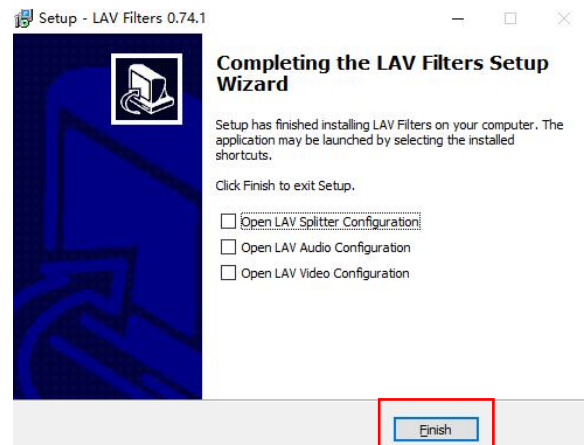 Setup - LAV Filters 0.74.1
Completing the LAV Filters Setup
Wizard
Setup has finished installing LAV Filters on your computer. The
application may be launched by selecting the installed
shortcuts.
Click Finish to exit Setup.
Open LAV Splitter Configuration
Open LAV Audio Configuration
Open LAV Video Configuration
Finish